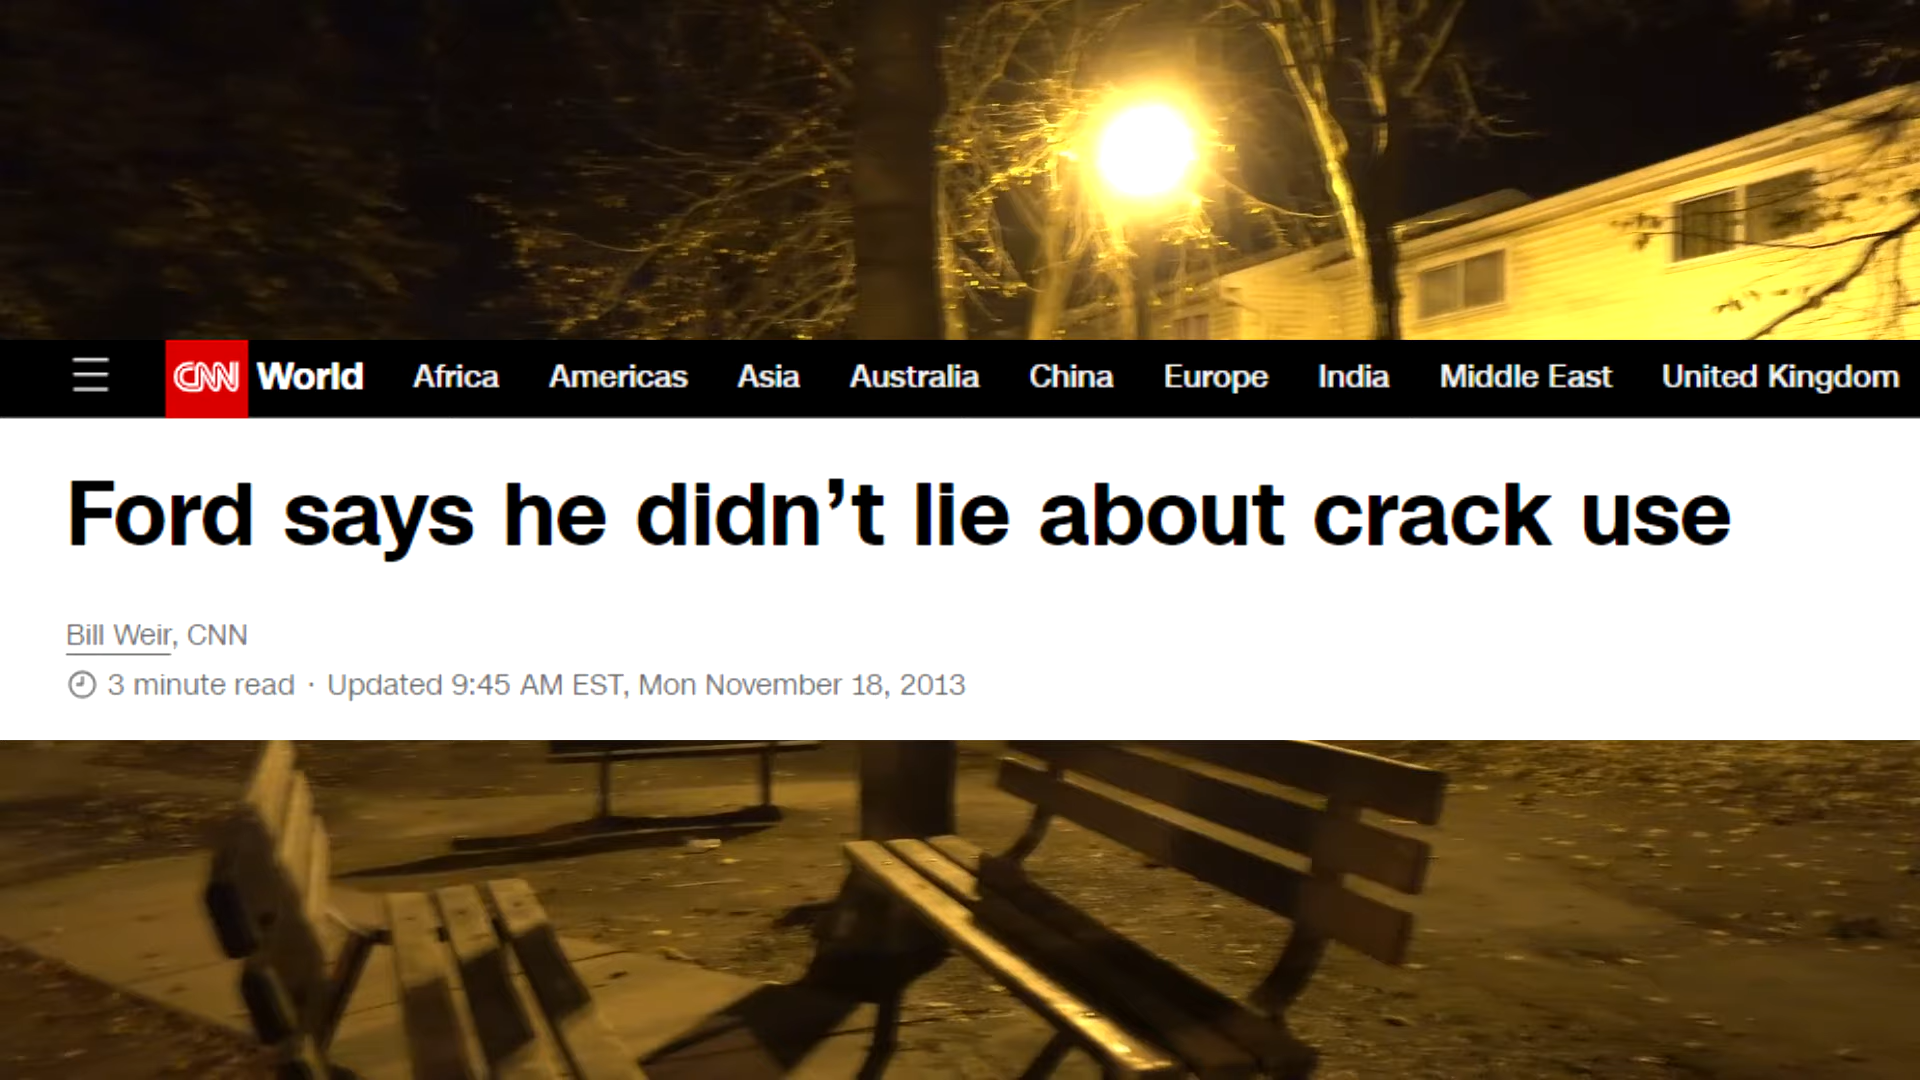 CNN World Africa Americas Asia Australia China Europe India Middle East United Kingdom
Ford says he didn’t lie about crack use
Bill Weir, CNN
3 minute read · Updated 9:45 AM EST, Mon November 18, 2013